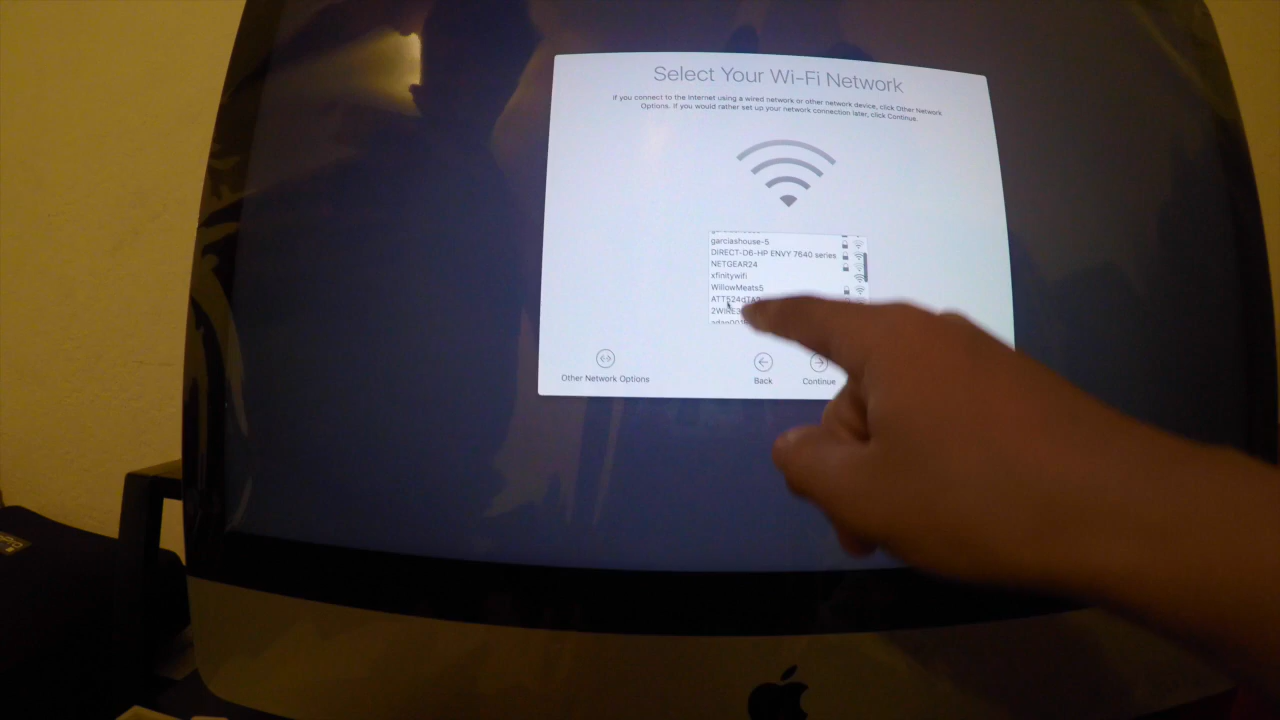 Select Your Wi-Fi Network
If you connect to the Internet using a wired network or other network device, click Other Network
Options. If you would rather set up your network connection later, click Continue.
garciashouse-5
DIRECT-D6-HP ENVY 7640 series
NETGEAR24
xfinitywifi
WillowMeats5
Other Network Options
Back
Continue